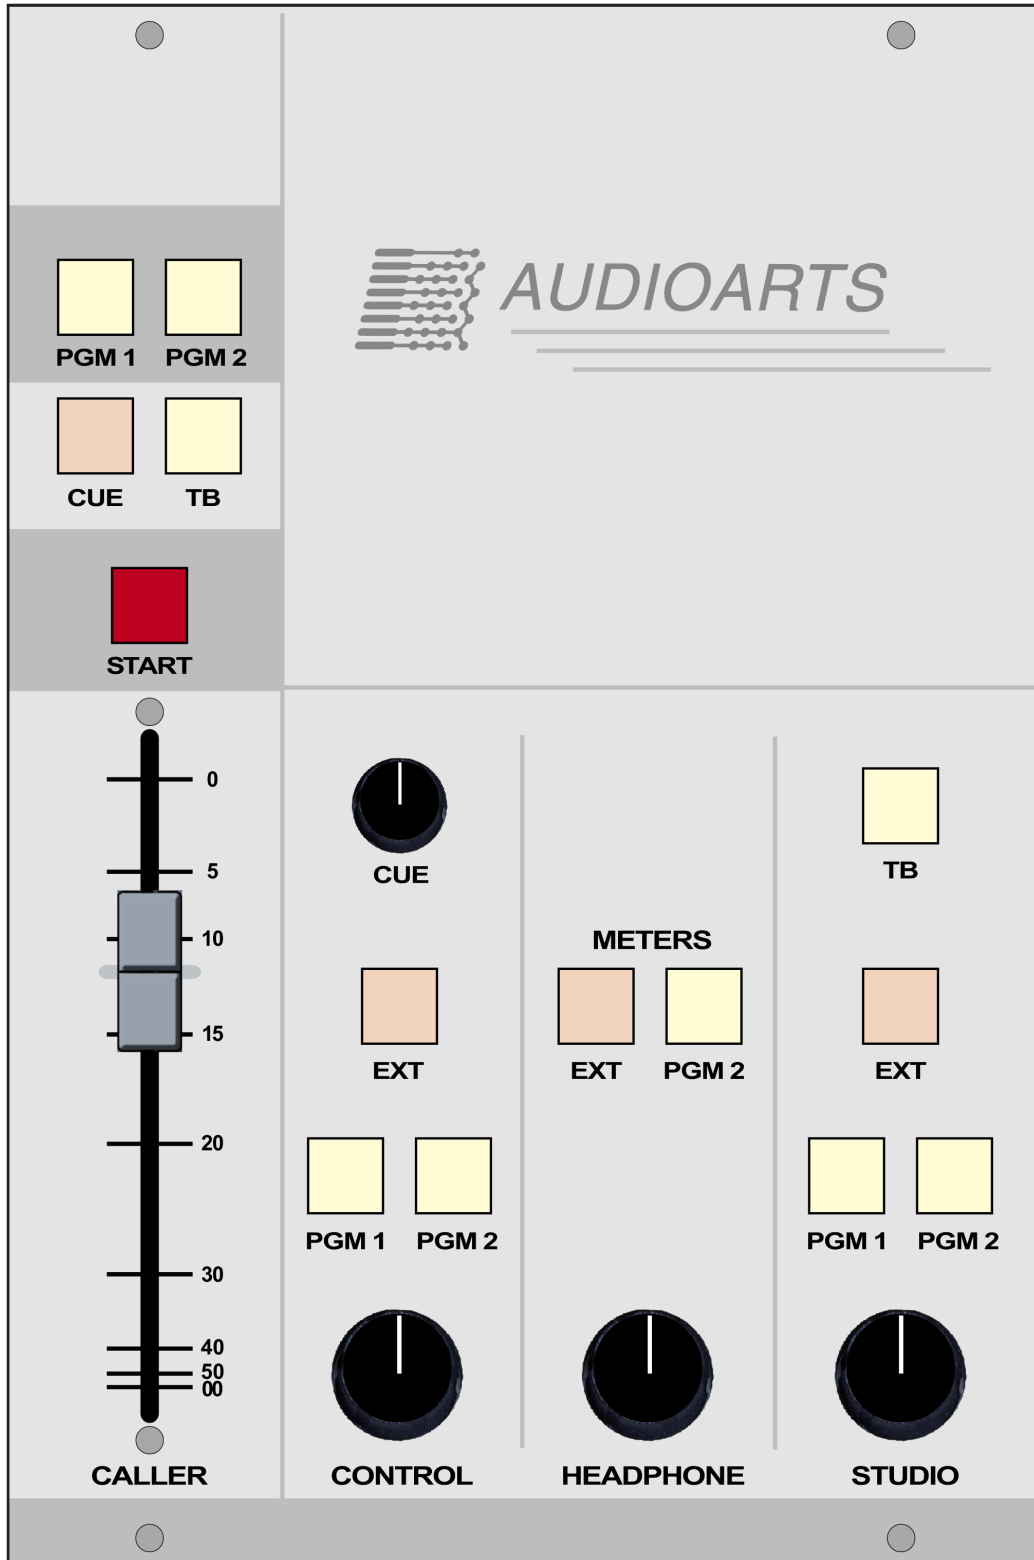 AUDIOARTS
PGM 1 PGM 2
CUE TB
START
0
5
10
15
20
30
40
50
00
CALLER
CUE
EXT
PGM 1 PGM 2
CONTROL
METERS
EXT PGM 2
HEADPHONE
TB
EXT
PGM 1 PGM 2
STUDIO